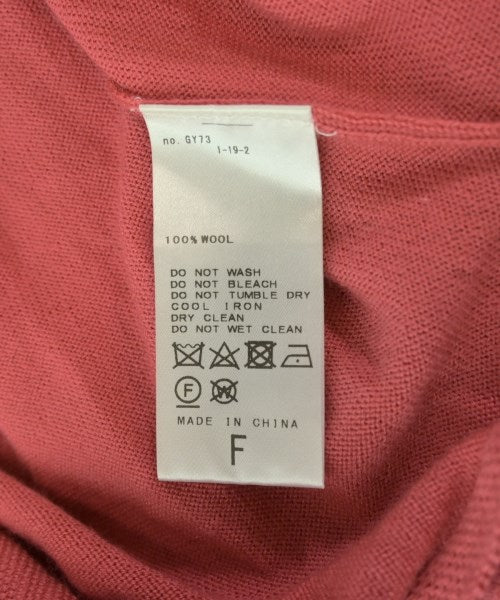 no. GY73
1-19-2
100% WOOL
DO NOT WASH
DO NOT BLEACH
DO NOT TUMBLE DRY
COOL IRON
DRY CLEAN
DO NOT WET CLEAN
F W
MADE IN CHINA
F